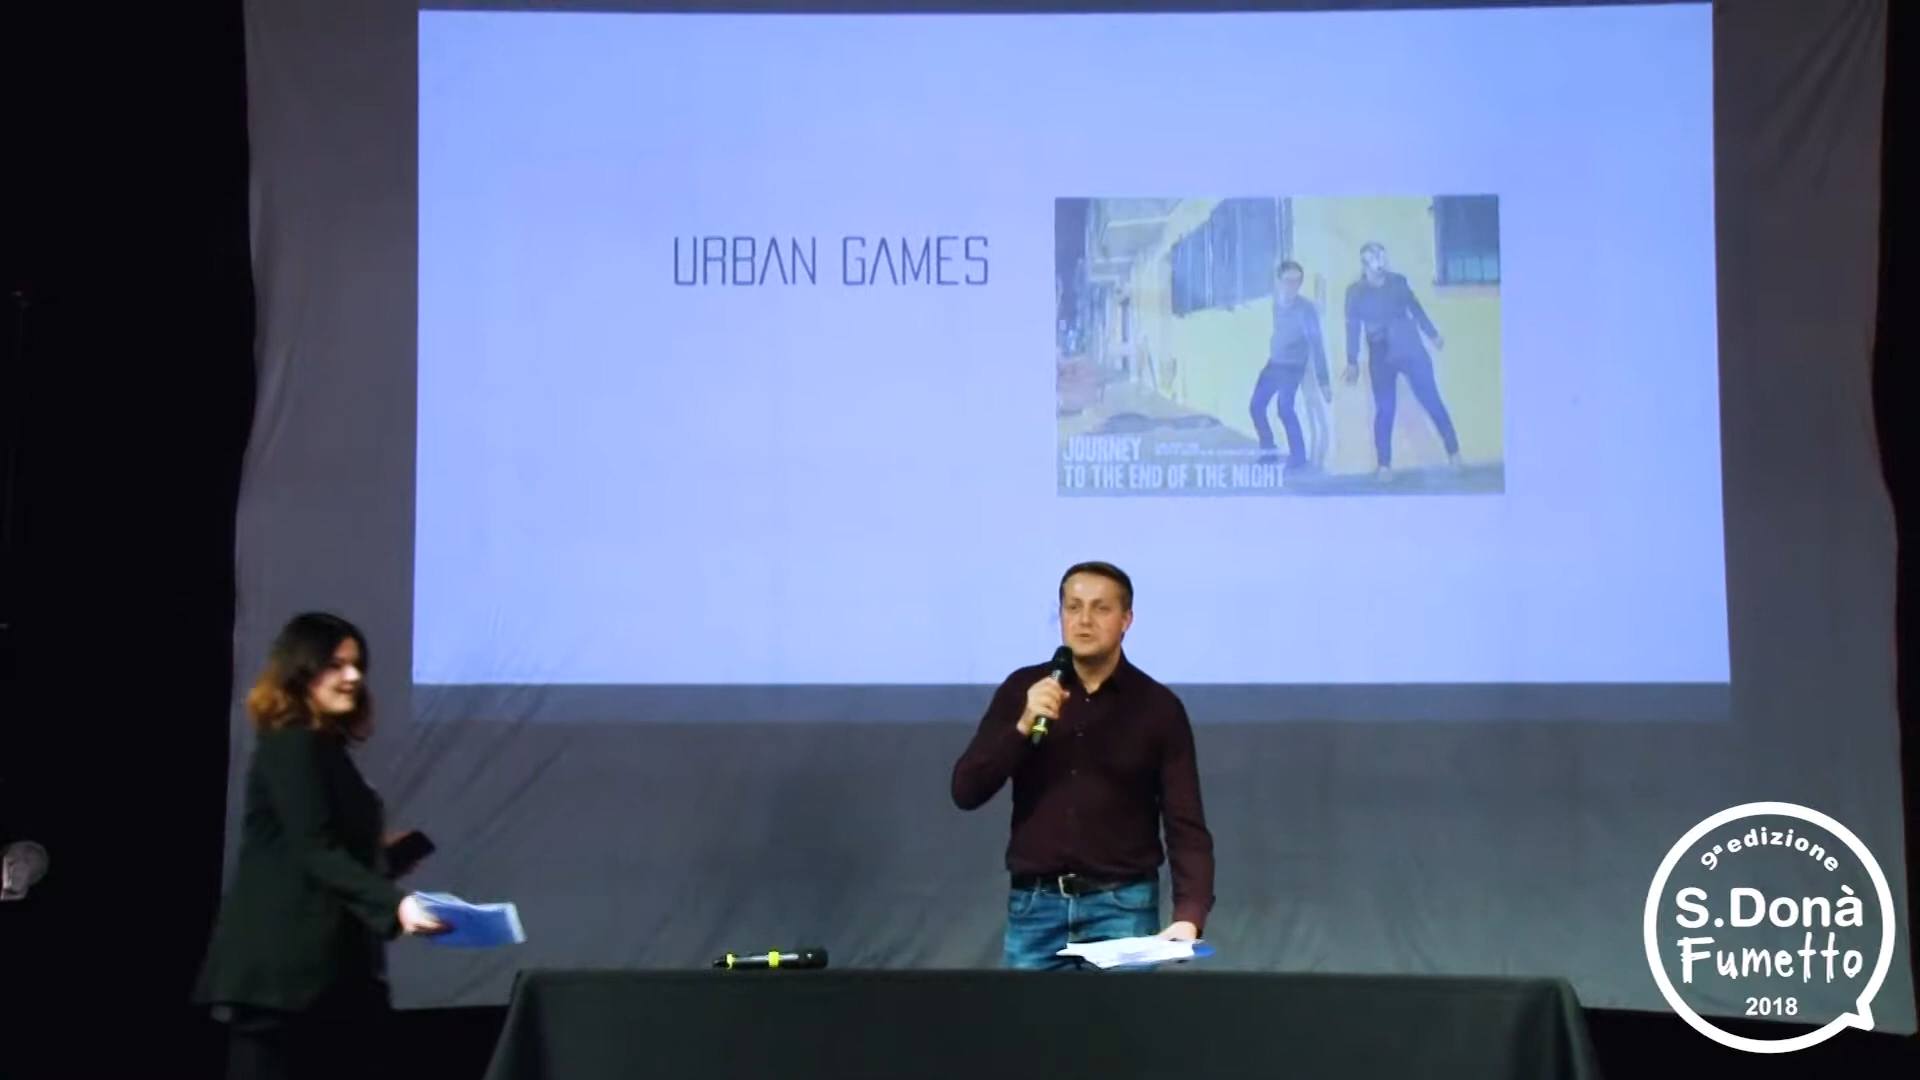 URBAN GAMES
JOURNEY
TO THE END OF THE NIGHT
9ª edizione
S.Donà
Fumetto
2018